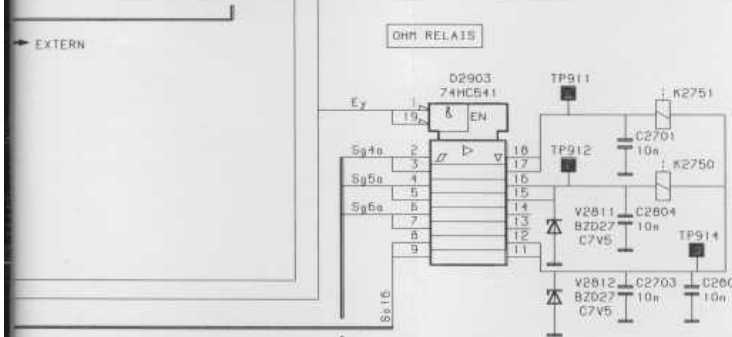 EXTERN
OHM RELAIS
D2903
74HC541
TP911
K2751
Ey
1
19
&
EN
C2701
10n
Sg4a
2
3
18
17
TP912
K2750
Sg5a
4
5
16
15
Sg6a
6
7
14
13
V2811
BZD27
C7V5
C2804
10n
TP914
8
9
12
11
V2812
BZD27
C7V5
C2703
10n
10n